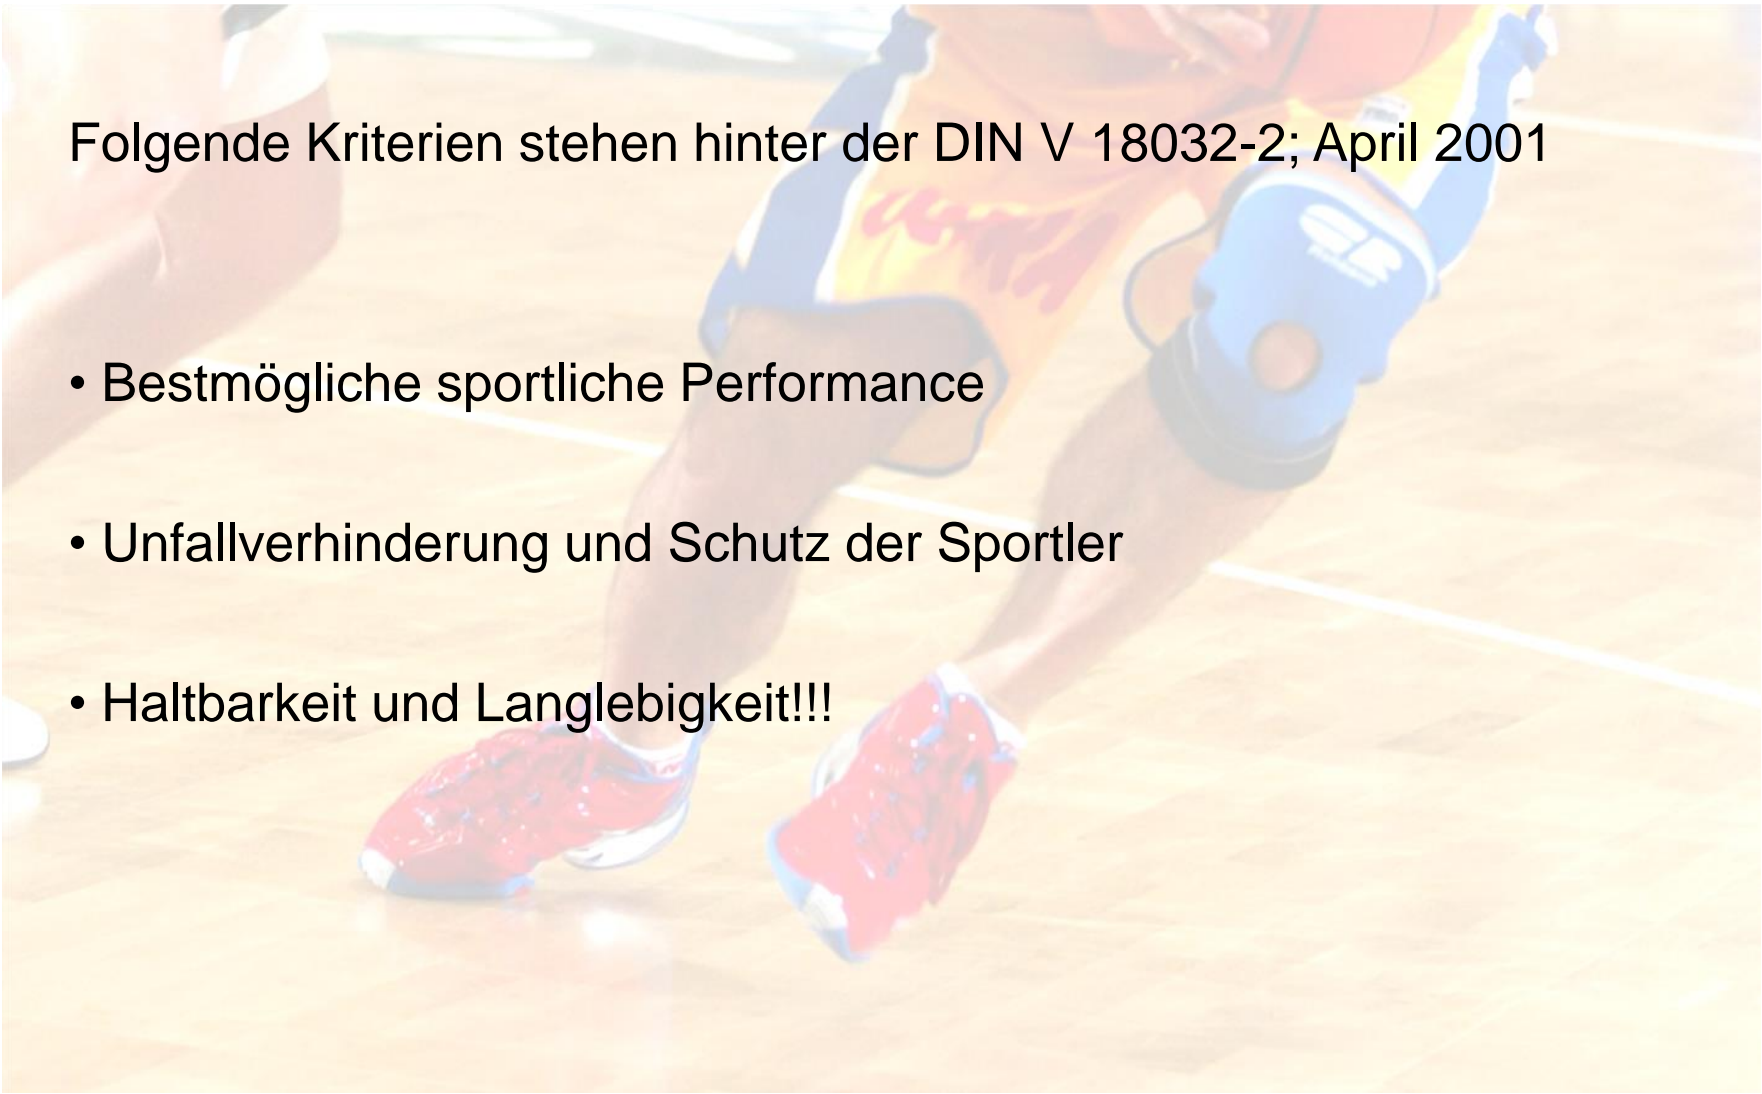 Folgende Kriterien stehen hinter der DIN V 18032-2; April 2001
• Bestmögliche sportliche Performance
• Unfallverhinderung und Schutz der Sportler
• Haltbarkeit und Langlebigkeit!!!